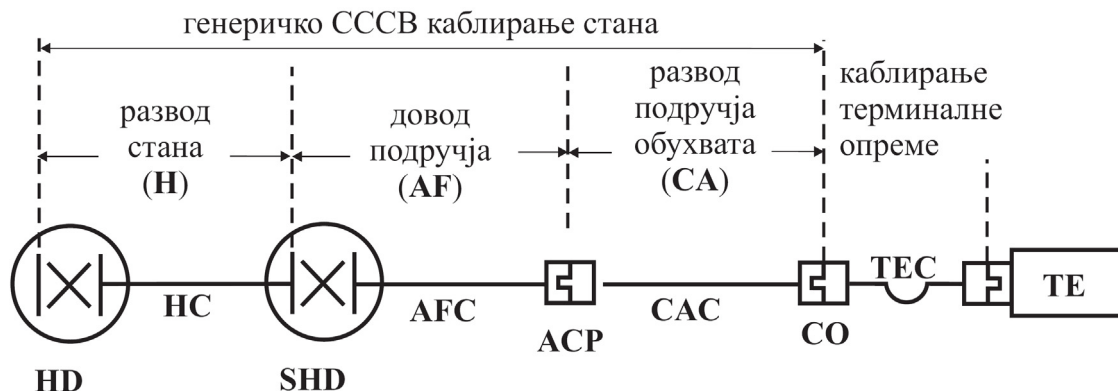 генеричко СССВ каблирање стана
развод
стана
(H)
довод
подручја
(AF)
развод
подручја
обухвата
(CA)
каблирање
терминалне
опреме
HC
AFC
CAC
TEC
TE
HD
SHD
ACP
CO